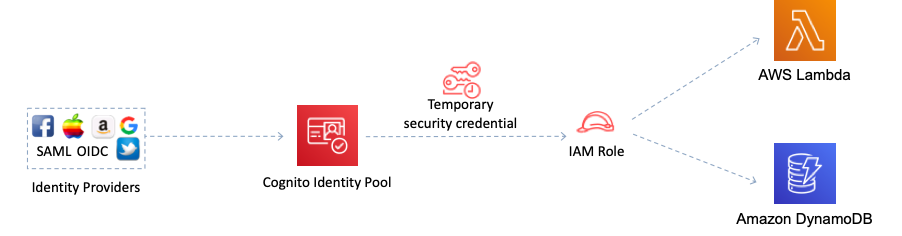 SAML OIDC
Identity Providers
Cognito Identity Pool
Temporary
security credential
IAM Role
AWS Lambda
Amazon DynamoDB